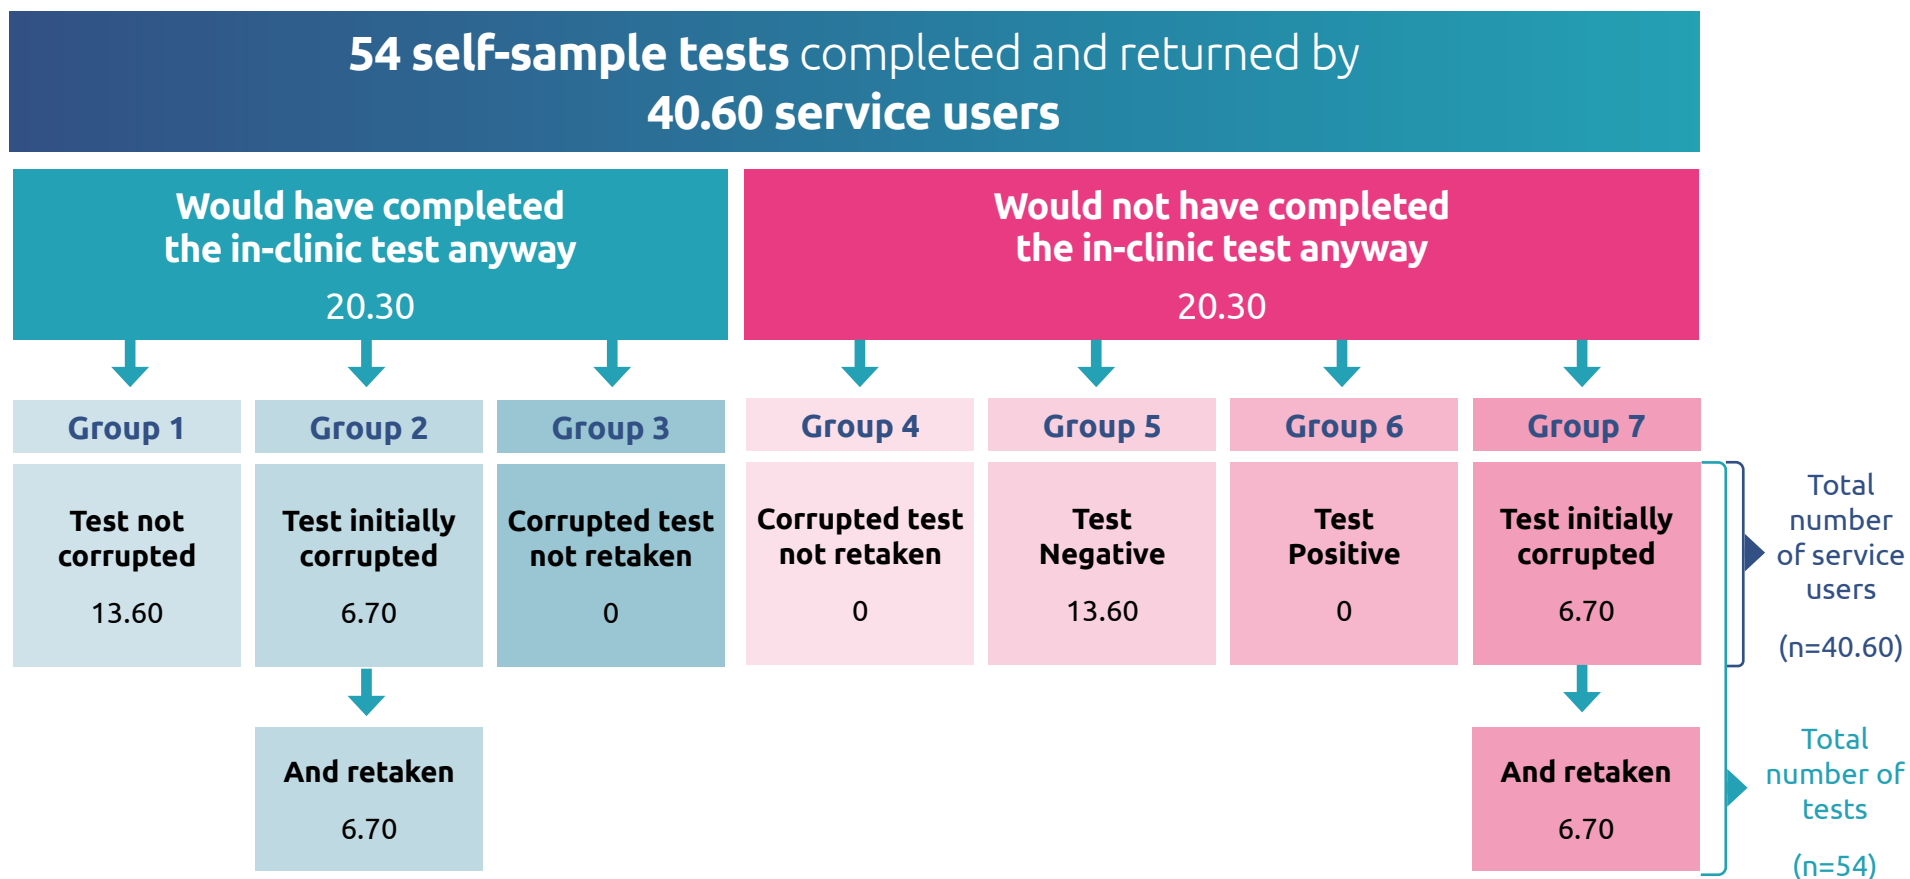 54 self-sample tests completed and returned by
40.60 service users
Would have completed
the in-clinic test anyway
20.30
Would not have completed
the in-clinic test anyway
20.30
Group 1
Test not
corrupted
13.60
Group 2
Test initially
corrupted
6.70
And retaken
6.70
Group 3
Corrupted test
not retaken
0
Group 4
Corrupted test
not retaken
0
Group 5
Test
Negative
13.60
Group 6
Test
Positive
0
Group 7
Test initially
corrupted
6.70
And retaken
6.70
Total
number
of service
users
(n=40.60)
Total
number of
tests
(n=54)